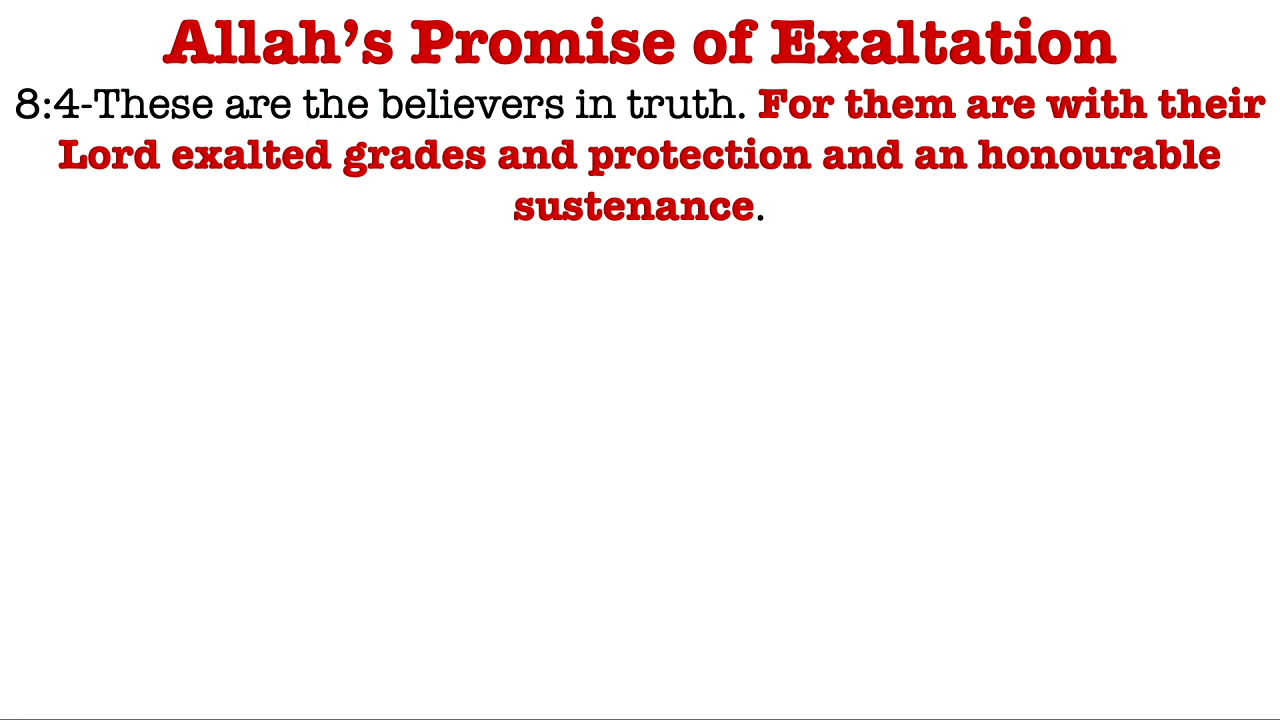 Allah’s Promise of Exaltation
8:4-These are the believers in truth. For them are with their
Lord exalted grades and protection and an honourable
sustenance.